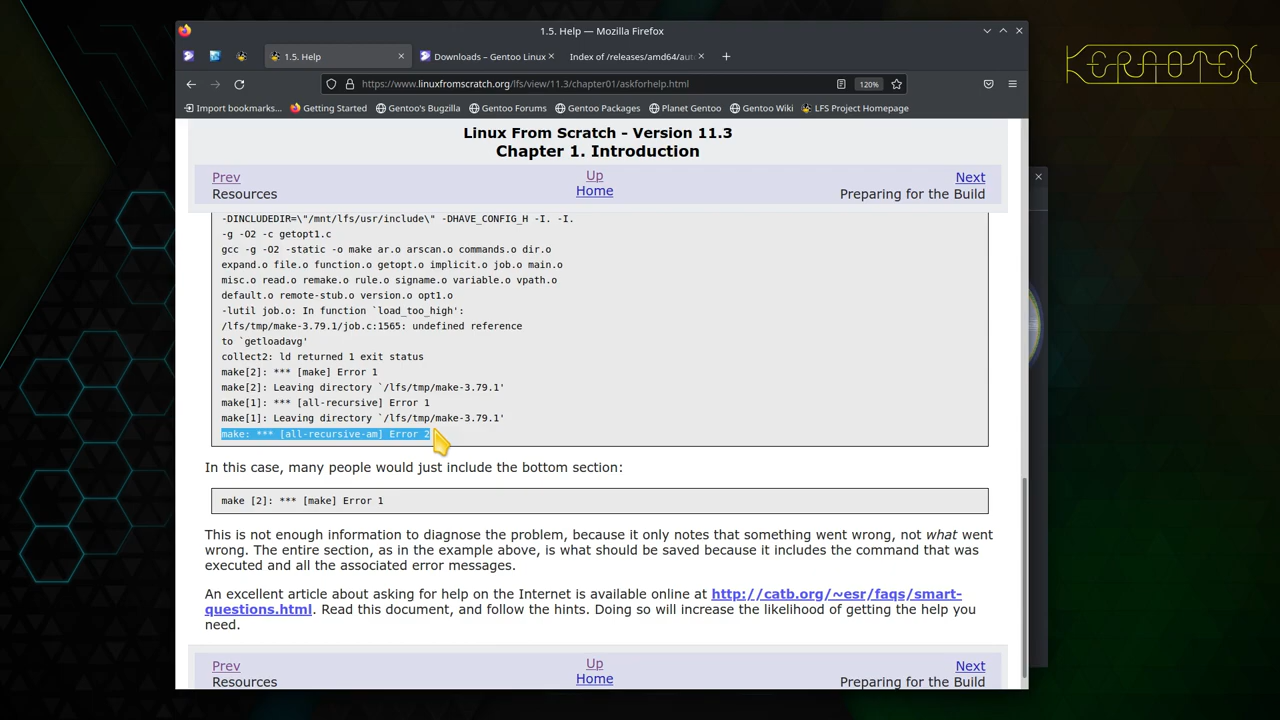 1.5. Help — Mozilla Firefox
KERAOTEX
1.5. Help
Downloads – Gentoo Linux
Index of /releases/amd64/aut
https://www.linuxfromscratch.org/lfs/view/11.3/chapter01/askforhelp.html
120%
Import bookmarks...
Getting Started
Gentoo's Bugzilla
Gentoo Forums
Gentoo Packages
Planet Gentoo
Gentoo Wiki
LFS Project Homepage
Linux From Scratch - Version 11.3
Chapter 1. Introduction
Prev
Up
Next
Resources
Home
Preparing for the Build
-DINCLUDEDIR=\"/mnt/lfs/usr/include\" -DHAVE_CONFIG_H -I. -I.
-g -O2 -c getopt1.c
gcc -g -O2 -static -o make ar.o arscan.o commands.o dir.o
expand.o file.o function.o getopt.o implicit.o job.o main.o
misc.o read.o remake.o rule.o signame.o variable.o vpath.o
default.o remote-stub.o version.o opt1.o
-lutil job.o: In function `load_too_high':
/lfs/tmp/make-3.79.1/job.c:1565: undefined reference
to `getloadavg'
collect2: ld returned 1 exit status
make[2]: *** [make] Error 1
make[2]: Leaving directory `/lfs/tmp/make-3.79.1'
make[1]: *** [all-recursive] Error 1
make[1]: Leaving directory `/lfs/tmp/make-3.79.1'
make: *** [all-recursive-am] Error 2
In this case, many people would just include the bottom section:
make [2]: *** [make] Error 1
This is not enough information to diagnose the problem, because it only notes that something went wrong, not what went
wrong. The entire section, as in the example above, is what should be saved because it includes the command that was
executed and all the associated error messages.
An excellent article about asking for help on the Internet is available online at http://catb.org/~esr/faqs/smart-
questions.html. Read this document, and follow the hints. Doing so will increase the likelihood of getting the help you
need.
Prev
Up
Next
Resources
Home
Preparing for the Build